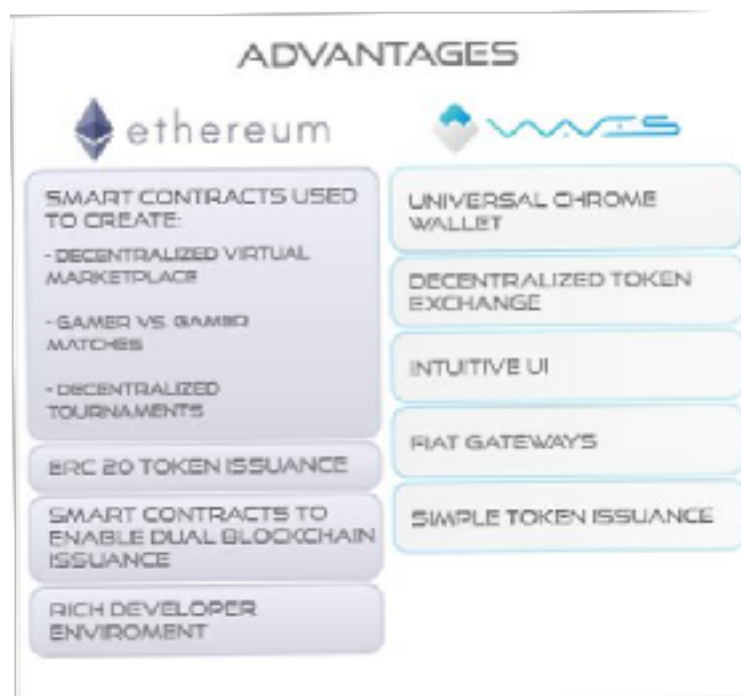 ADVANTAGES
ethereum
WAVES
SMART CONTRACTS USED
TO CREATE:
- DECENTRALIZED VIRTUAL
MARKETPLACE
- GAMER VS. GAMER
MATCHES
- DECENTRALIZED
TOURNAMENTS
ERC 20 TOKEN ISSUANCE
SMART CONTRACTS TO
ENABLE DUAL BLOCKCHAIN
ISSUANCE
RICH DEVELOPER
ENVIROMENT
UNIVERSAL CHROME
WALLET
DECENTRALIZED TOKEN
EXCHANGE
INTUITIVE UI
FIAT GATEWAYS
SIMPLE TOKEN ISSUANCE